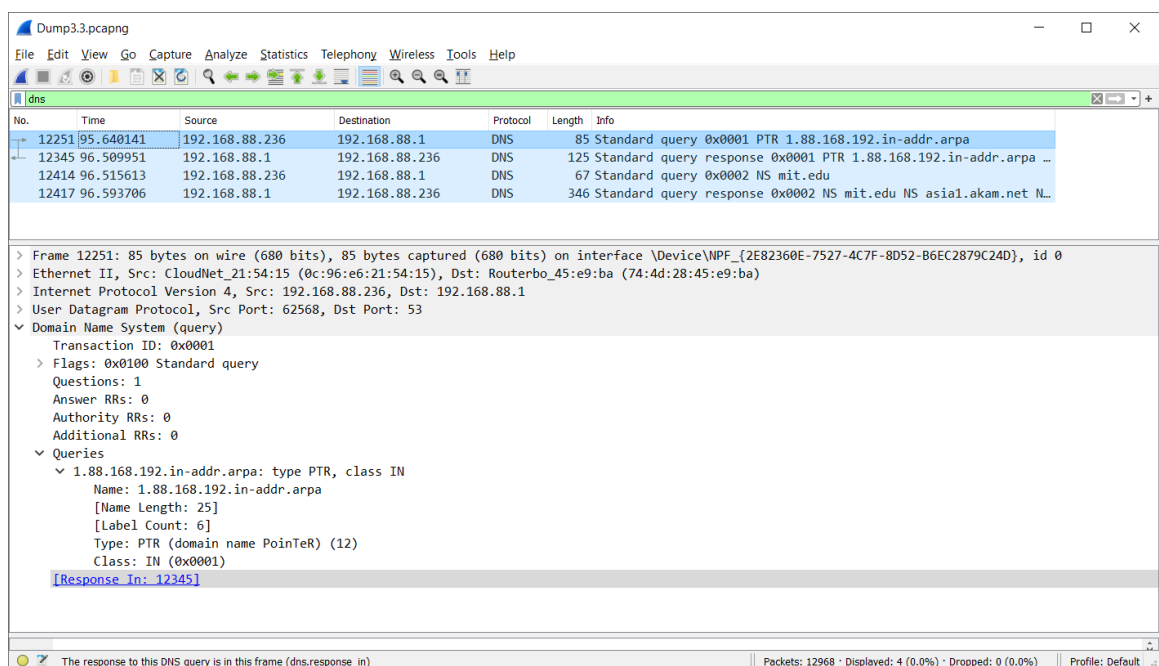 Dump3.3.pcapng
File Edit View Go Capture Analyze Statistics Telephony Wireless Tools Help
dns
No. Time Source Destination Protocol Length Info
12251 95.640141 192.168.88.236 192.168.88.1 DNS 85 Standard query 0x0001 PTR 1.88.168.192.in-addr.arpa
12345 96.509951 192.168.88.1 192.168.88.236 DNS 125 Standard query response 0x0001 PTR 1.88.168.192.in-addr.arpa …
12414 96.515613 192.168.88.236 192.168.88.1 DNS 67 Standard query 0x0002 NS mit.edu
12417 96.593706 192.168.88.1 192.168.88.236 DNS 346 Standard query response 0x0002 NS mit.edu NS asia1.akam.net N…
Frame 12251: 85 bytes on wire (680 bits), 85 bytes captured (680 bits) on interface \Device\NPF_{2E82360E-7527-4C7F-8D52-B6EC2879C24D}, id 0
Ethernet II, Src: CloudNet_21:54:15 (0c:96:e6:21:54:15), Dst: Routerbo_45:e9:ba (74:4d:28:45:e9:ba)
Internet Protocol Version 4, Src: 192.168.88.236, Dst: 192.168.88.1
User Datagram Protocol, Src Port: 62568, Dst Port: 53
Domain Name System (query)
Transaction ID: 0x0001
Flags: 0x0100 Standard query
Questions: 1
Answer RRs: 0
Authority RRs: 0
Additional RRs: 0
Queries
1.88.168.192.in-addr.arpa: type PTR, class IN
Name: 1.88.168.192.in-addr.arpa
[Name Length: 25]
[Label Count: 6]
Type: PTR (domain name PoinTeR) (12)
Class: IN (0x0001)
[Response In: 12345]
The response to this DNS query is in this frame (dns.response_in) Packets: 12968 · Displayed: 4 (0.0%) · Dropped: 0 (0.0%) Profile: Default